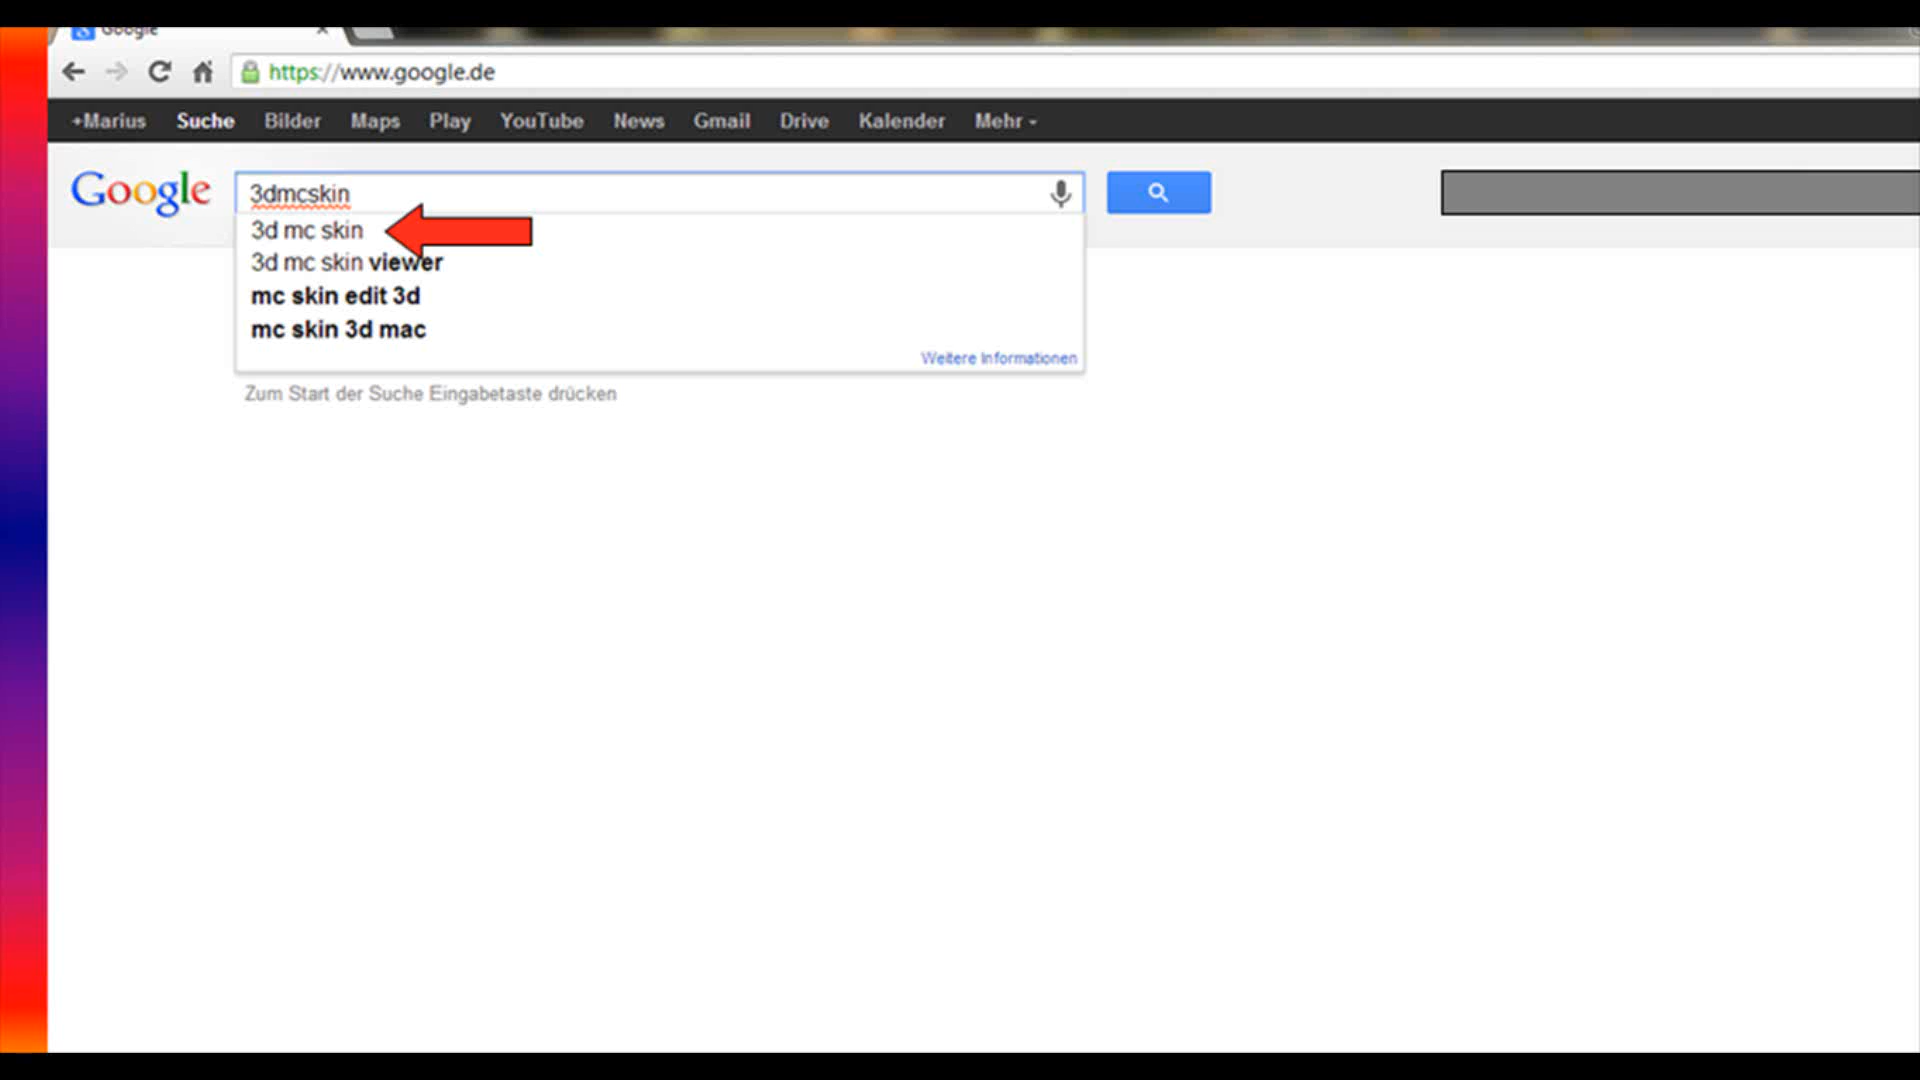 Google
https://www.google.de
+Marius Suche Bilder Maps Play YouTube News Gmail Drive Kalender Mehr
Google 3dmcskin
3d mc skin
3d mc skin viewer
mc skin edit 3d
mc skin 3d mac
Weitere Informationen
Zum Start der Suche Eingabetaste drücken